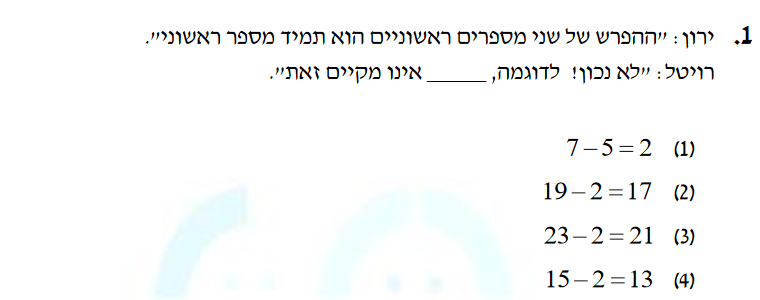 1. ירון: "ההפרש של שני מספרים ראשוניים הוא תמיד מספר ראשוני".
רויטל: "לא נכון! לדוגמה, _____ אינו מקיים זאת".
(1) 7 – 5 = 2
(2) 19 – 2 = 17
(3) 23 – 2 = 21
(4) 15 – 2 = 13